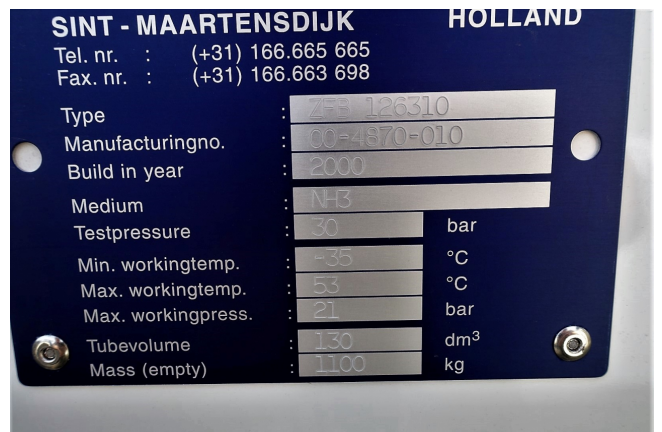 SINT - MAARTENSDIJK HOLLAND
Tel. nr. : (+31) 166.665 665
Fax. nr. : (+31) 166.663 698
Type : 126310
Manufacturingno. : 00-4870-010
Build in year : 2000
Medium : NH3
Testpressure : 30 bar
Min. workingtemp. : -35 °C
Max. workingtemp. : 53 °C
Max. workingpress. : 21 bar
Tubevolume : 130 dm³
Mass (empty) : 1100 kg